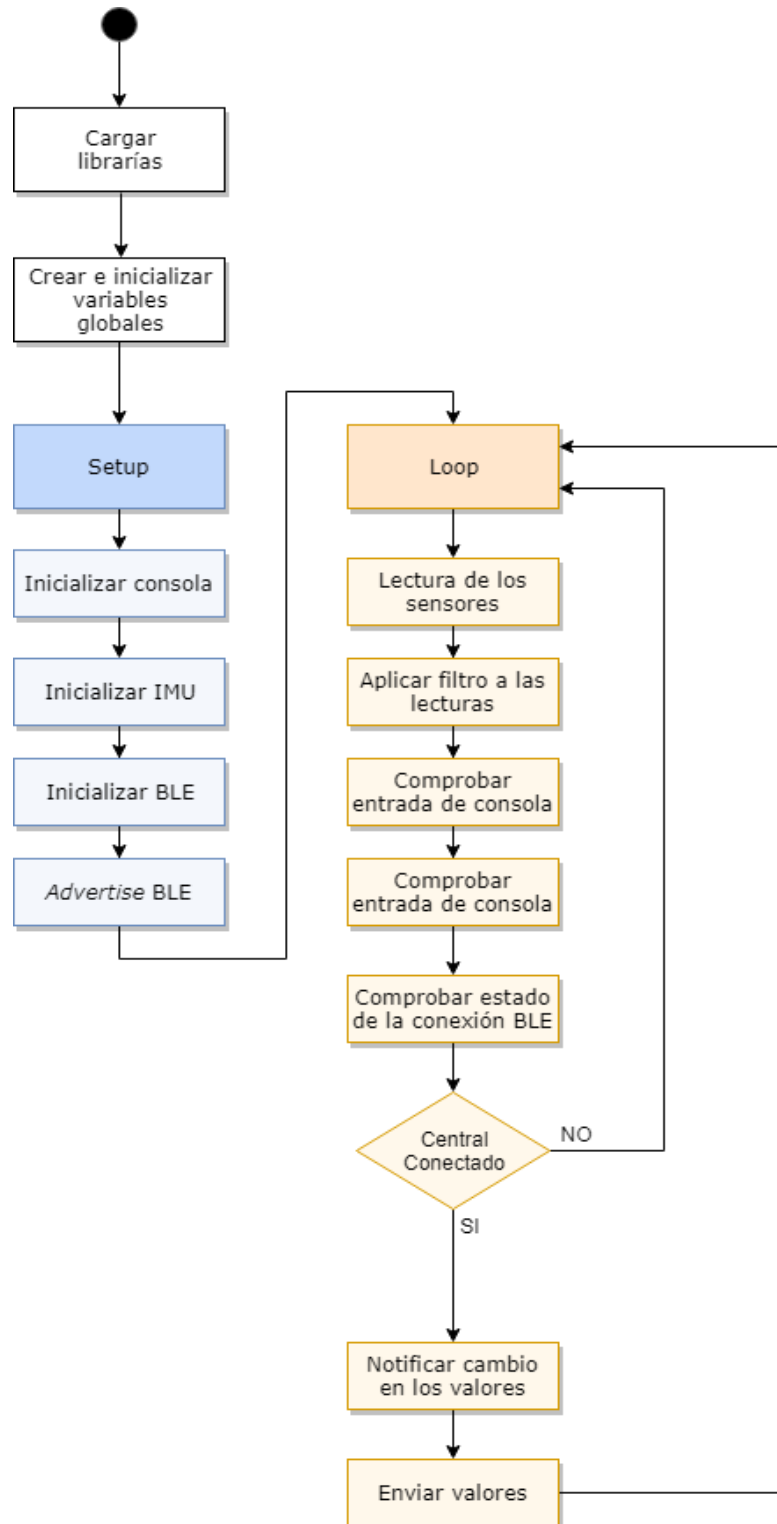 Cargar
librarías
Crear e inicializar
variables
globales
Setup
Inicializar consola
Inicializar IMU
Inicializar BLE
Advertise BLE
Loop
Lectura de los
sensores
Aplicar filtro a las
lecturas
Comprobar
entrada de consola
Comprobar
entrada de consola
Comprobar estado
de la conexión BLE
Central
Conectado
NO
SI
Notificar cambio
en los valores
Enviar valores